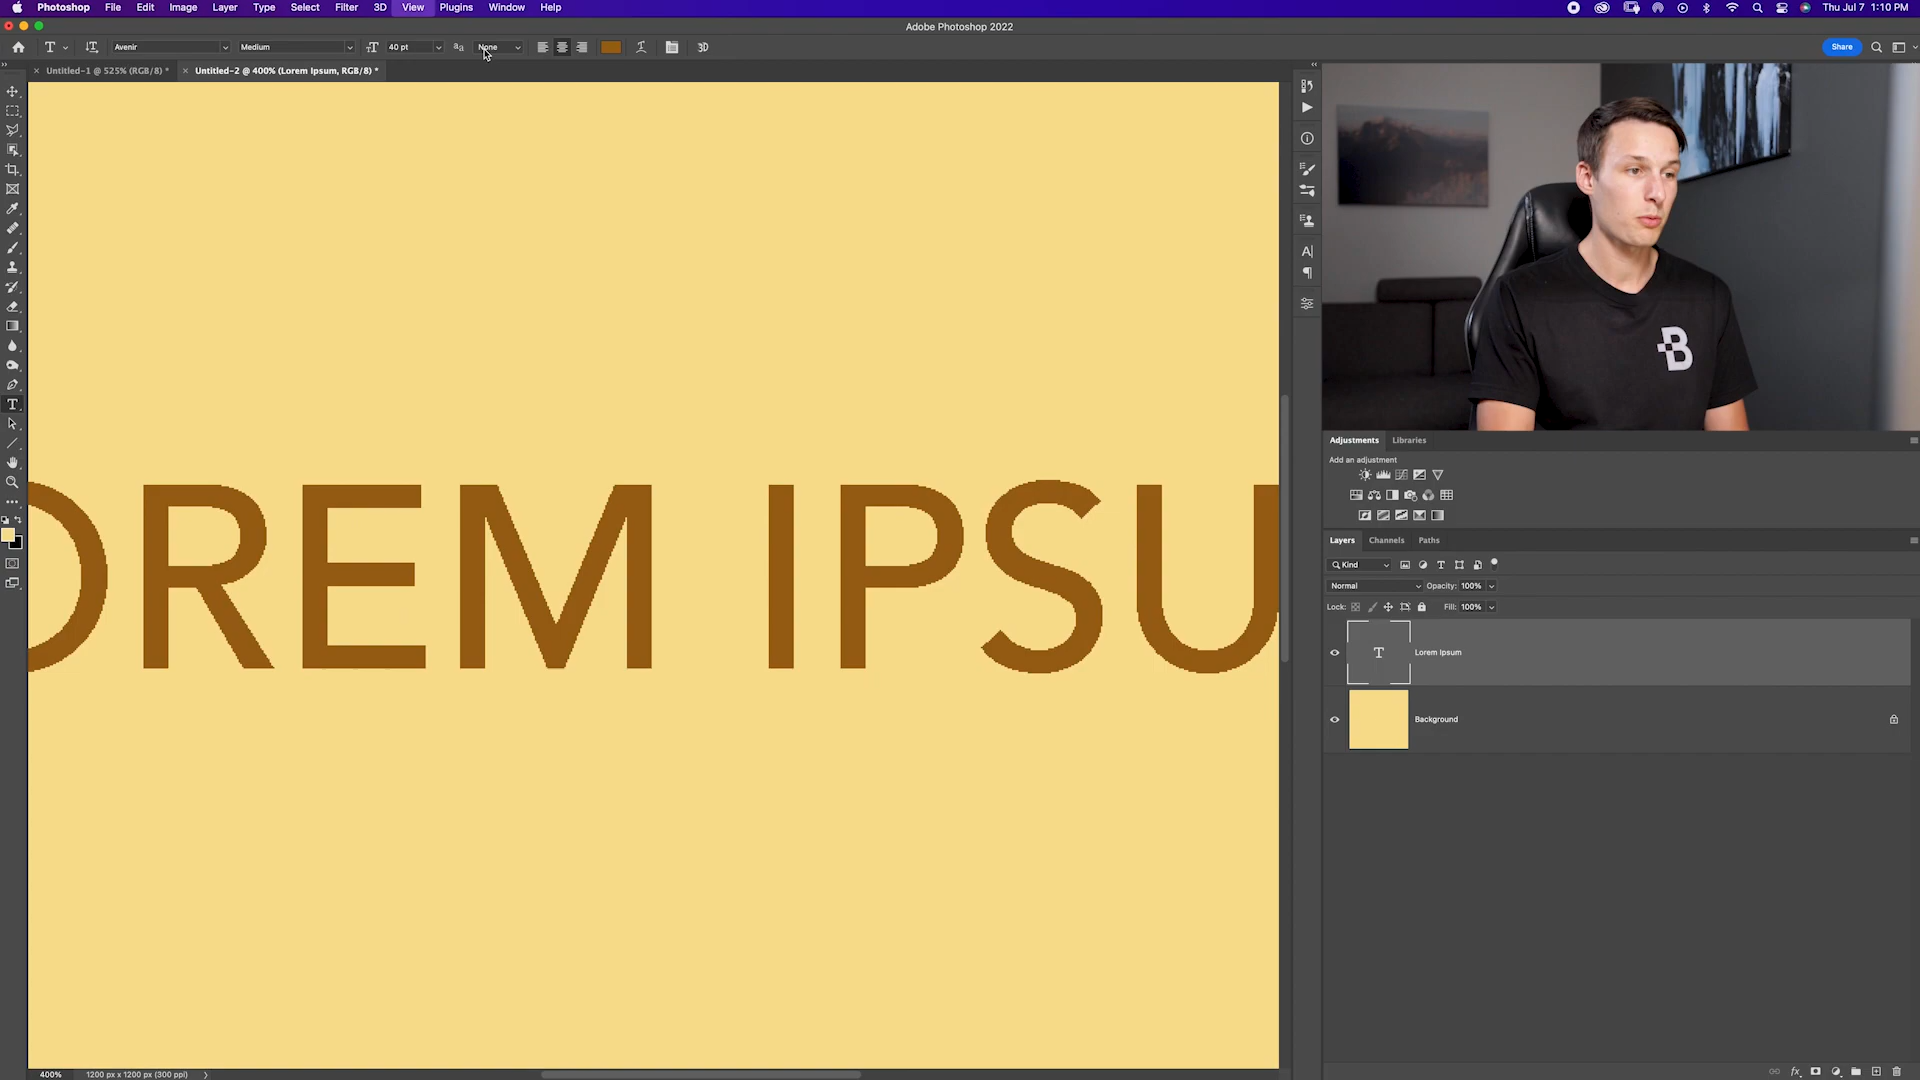 Photoshop File Edit Image Layer Type Select Filter 3D View Plugins Window Help Thu Jul 7 1:10 PM
Adobe Photoshop 2022
T Avenir Medium 40 pt None 3D Share
Untitled-1 @ 525% (RGB/8) * Untitled-2 @ 400% (Lorem Ipsum, RGB/8) *
OREM IPSU
B
Adjustments Libraries
Add an adjustment
Layers Channels Paths
Kind
Normal Opacity: 100%
Lock: Fill: 100%
T Lorem Ipsum
Background
400% 1200 px x 1200 px (300 ppi)